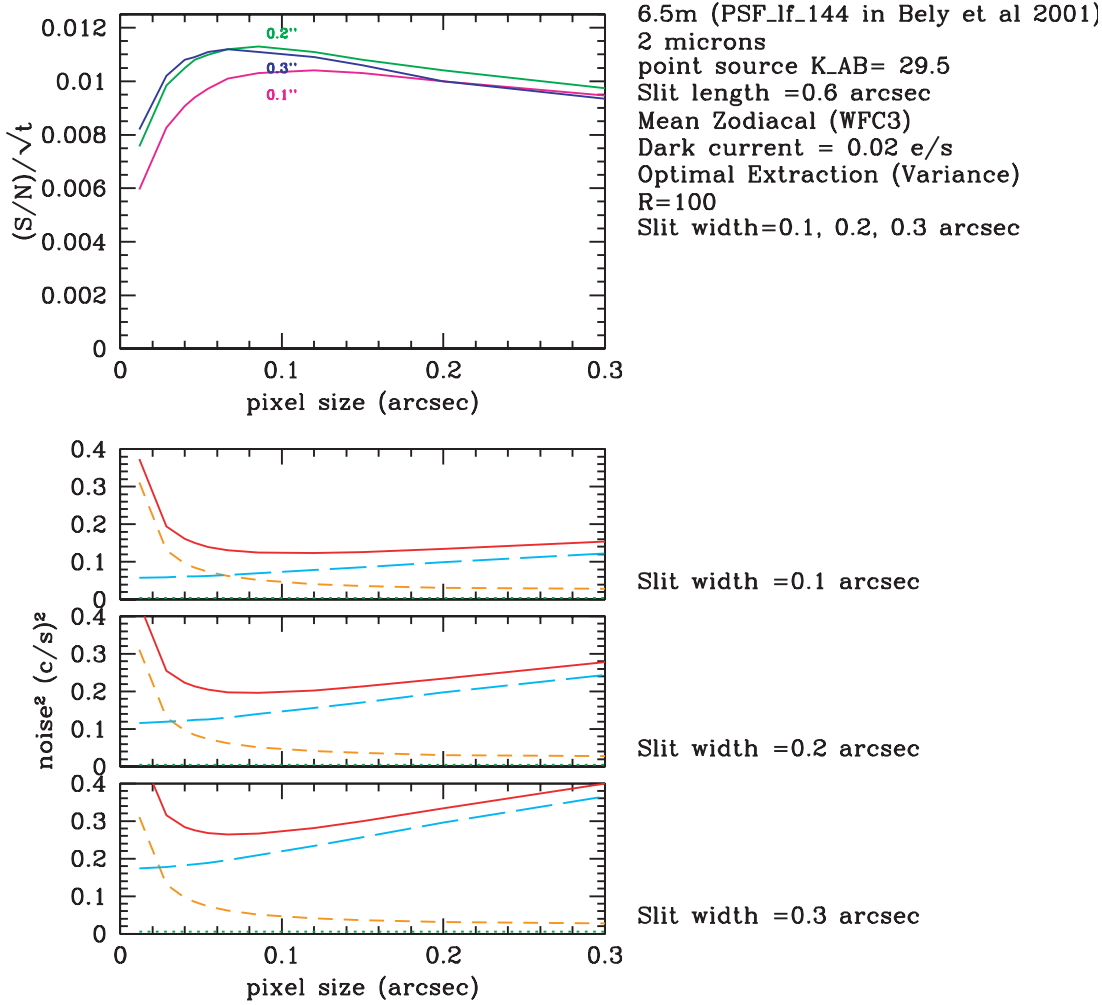 6.5m (PSF_lf_144 in Bely et al 2001)
2 microns
point source K_AB= 29.5
Slit length =0.6 arcsec
Mean Zodiacal (WFC3)
Dark current = 0.02 e/s
Optimal Extraction (Variance)
R=100
Slit width=0.1, 0.2, 0.3 arcsec
(S/N)/√t
0.012
0.01
0.008
0.006
0.004
0.002
0
0.2"
0.3"
0.1"
0 0.1 0.2 0.3
pixel size (arcsec)
noise² (c/s)²
0.4
0.3
0.2
0.1
0
Slit width =0.1 arcsec
0.4
0.3
0.2
0.1
0
Slit width =0.2 arcsec
0.4
0.3
0.2
0.1
0
Slit width =0.3 arcsec
0 0.1 0.2 0.3
pixel size (arcsec)